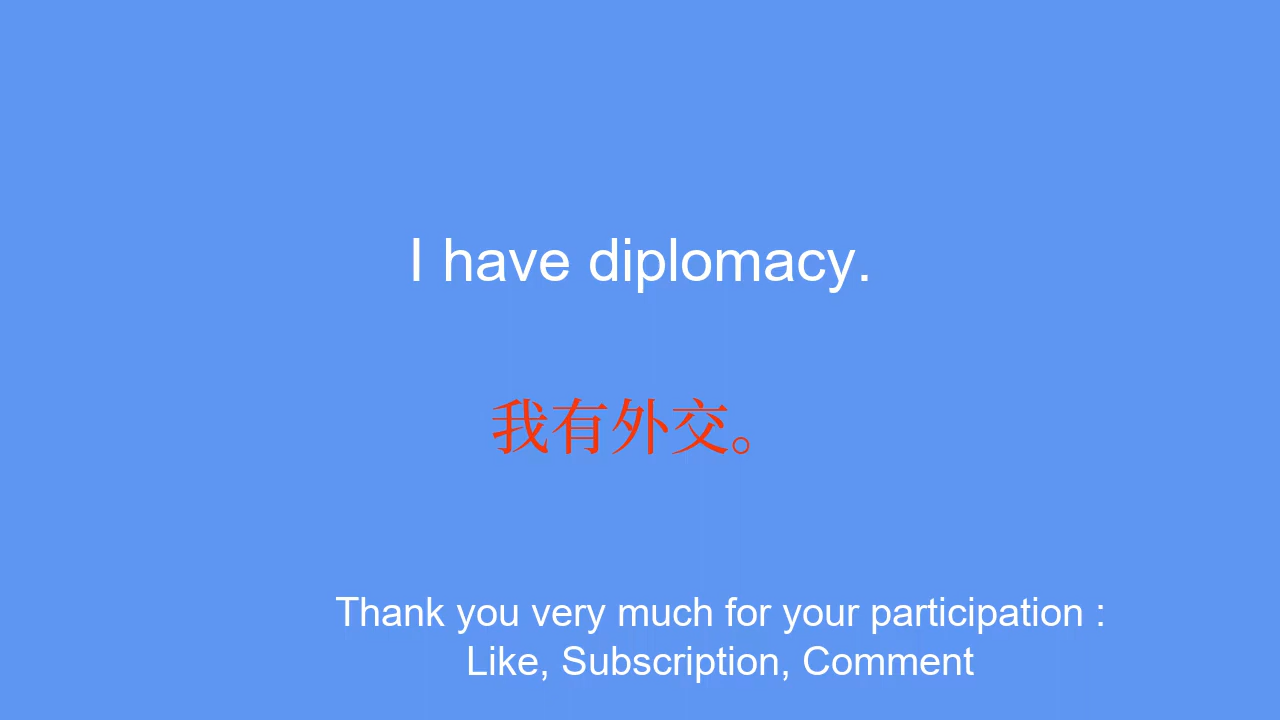 I have diplomacy.
我有外交。
Thank you very much for your participation :
Like, Subscription, Comment